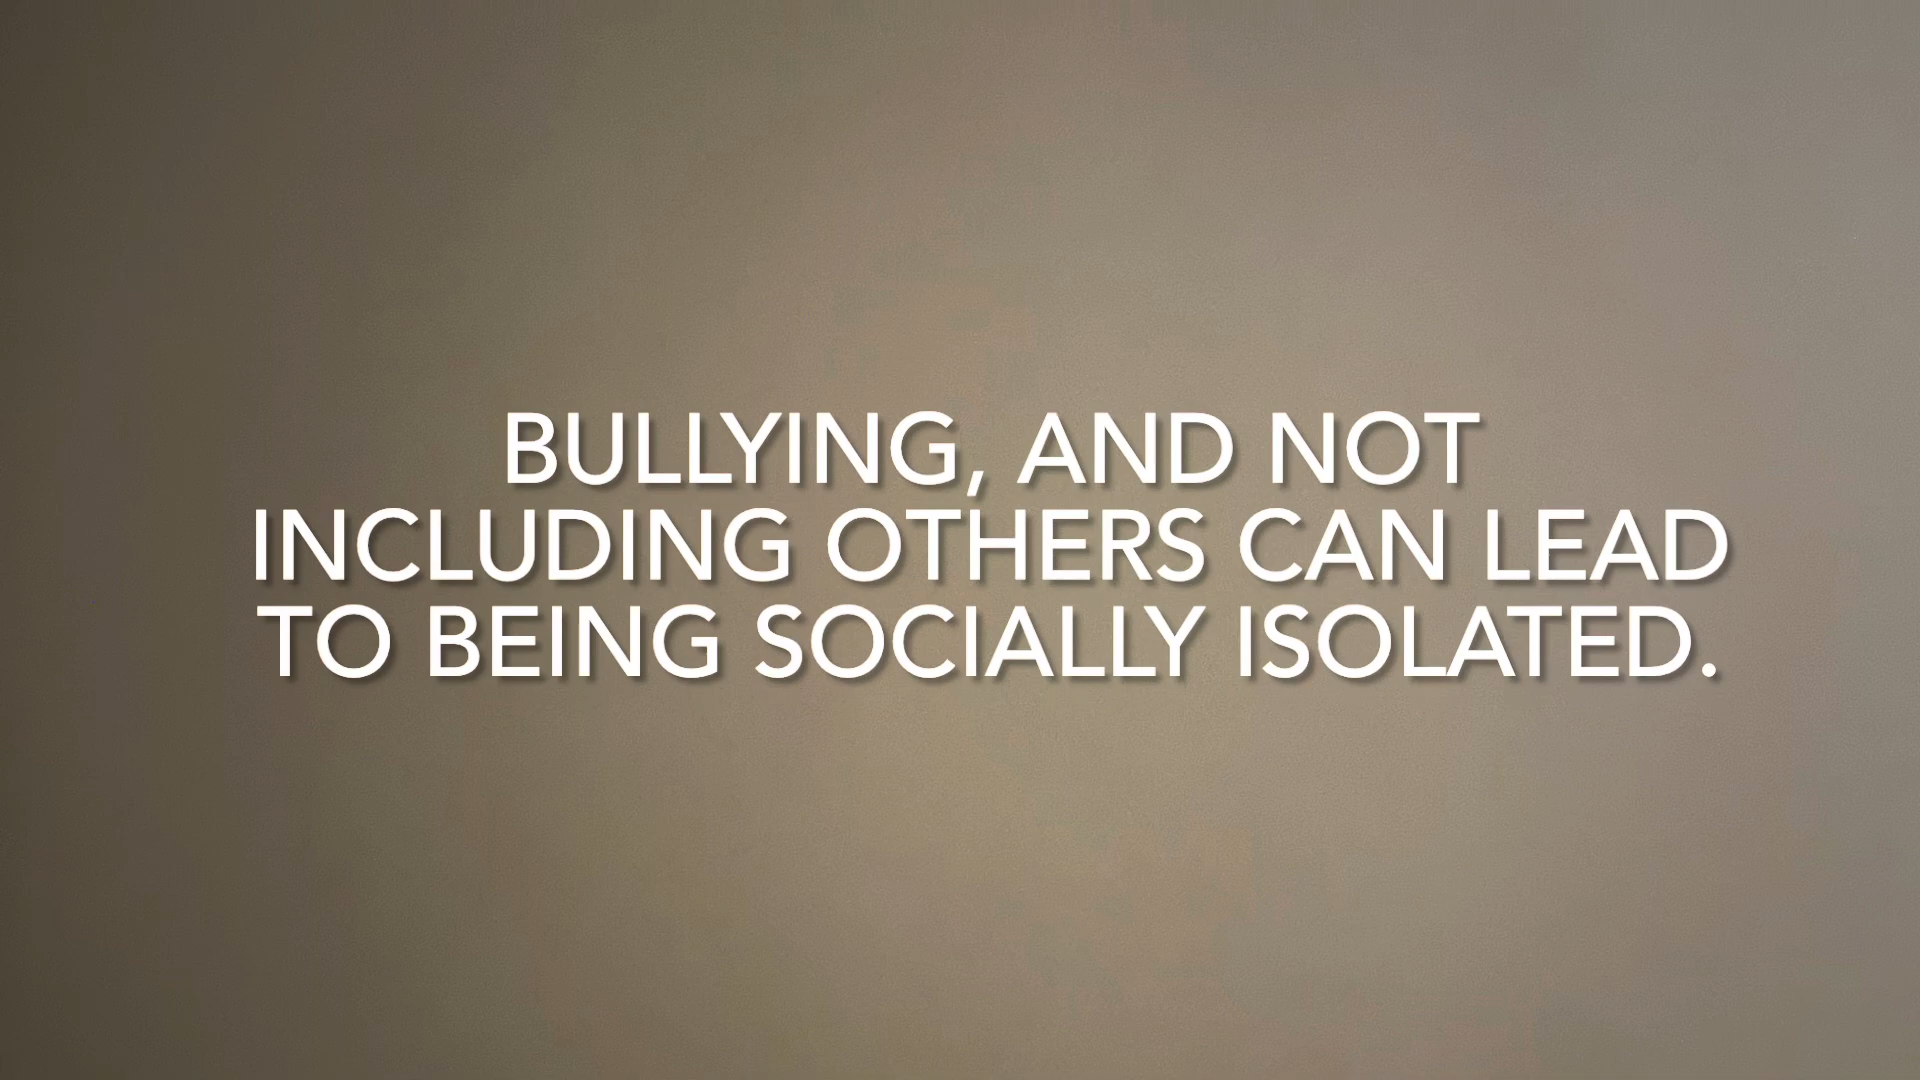 BULLYING, AND NOT
INCLUDING OTHERS CAN LEAD
TO BEING SOCIALLY ISOLATED.